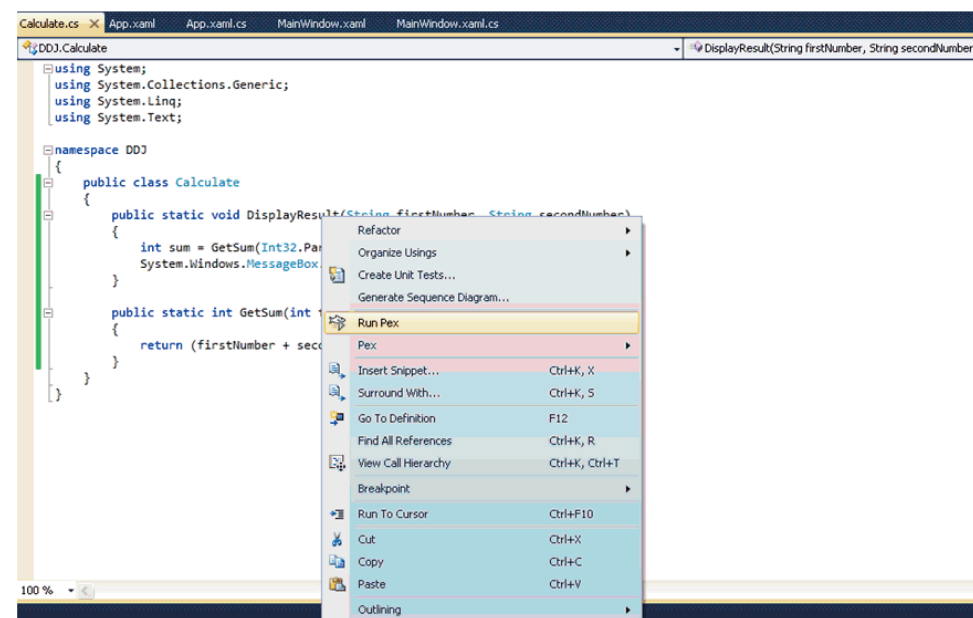 Calculate.cs App.xaml App.xaml.cs MainWindow.xaml MainWindow.xaml.cs
DDJ.Calculate DisplayResult(String firstNumber, String secondNumber
using System;
using System.Collections.Generic;
using System.Linq;
using System.Text;
namespace DDJ
{
public class Calculate
{
public static void DisplayResult(String firstNumber, String secondNumber)
{
int sum = GetSum(Int32.Par
System.Windows.MessageBox.
}
public static int GetSum(int
{
return (firstNumber + seco
}
}
}
Refactor
Organize Usings
Create Unit Tests...
Generate Sequence Diagram...
Run Pex
Pex
Insert Snippet... Ctrl+K, X
Surround With... Ctrl+K, S
Go To Definition F12
Find All References Ctrl+K, R
View Call Hierarchy Ctrl+K, Ctrl+T
Breakpoint
Run To Cursor Ctrl+F10
Cut Ctrl+X
Copy Ctrl+C
Paste Ctrl+V
Outlining
100 %